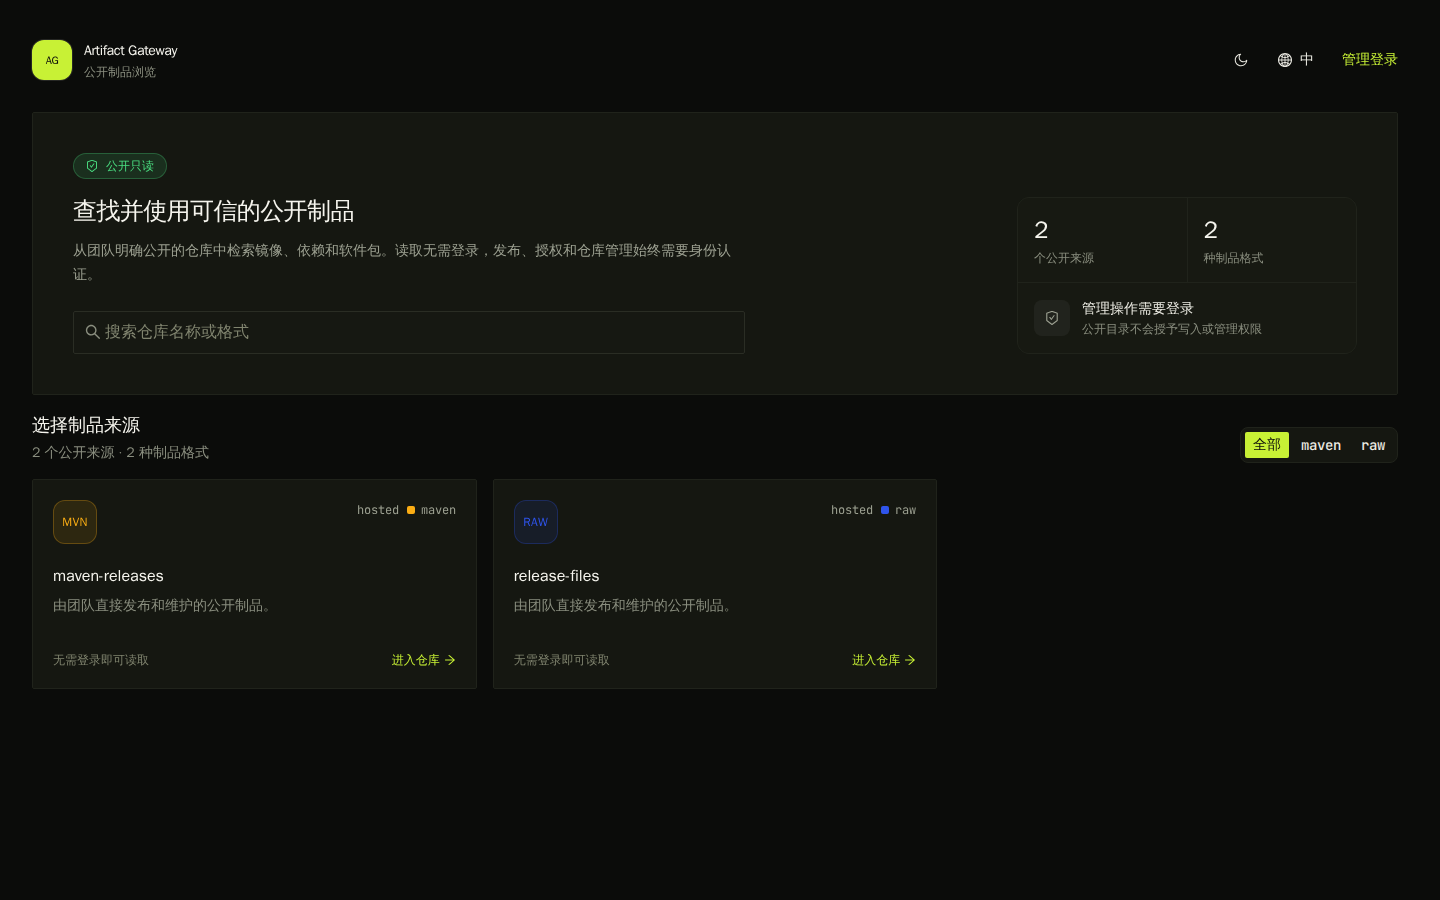 AG
Artifact Gateway
公开制品浏览
中
管理登录
公开只读
查找并使用可信的公开制品
从团队明确公开的仓库中检索镜像、依赖和软件包。读取无需登录，发布、授权和仓库管理始终需要身份认
证。
搜索仓库名称或格式
2
个公开来源
2
种制品格式
管理操作需要登录
公开目录不会授予写入或管理权限
选择制品来源
2 个公开来源 · 2 种制品格式
全部
maven
raw
MVN
hosted
maven
maven-releases
由团队直接发布和维护的公开制品。
无需登录即可读取
进入仓库
RAW
hosted
raw
release-files
由团队直接发布和维护的公开制品。
无需登录即可读取
进入仓库